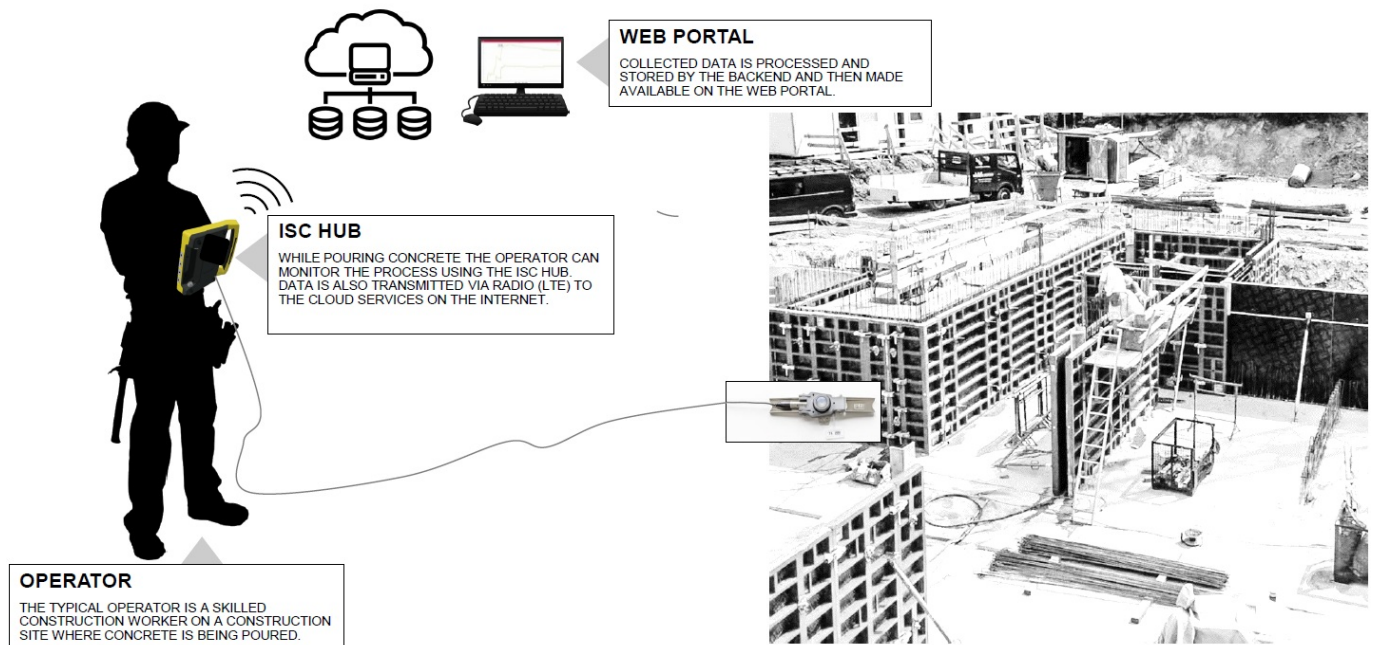 WEB PORTAL
COLLECTED DATA IS PROCESSED AND
STORED BY THE BACKEND AND THEN MADE
AVAILABLE ON THE WEB PORTAL.
ISC HUB
WHILE POURING CONCRETE THE OPERATOR CAN
MONITOR THE PROCESS USING THE ISC HUB.
DATA IS ALSO TRANSMITTED VIA RADIO (LTE) TO
THE CLOUD SERVICES ON THE INTERNET.
OPERATOR
THE TYPICAL OPERATOR IS A SKILLED
CONSTRUCTION WORKER ON A CONSTRUCTION
SITE WHERE CONCRETE IS BEING POURED.